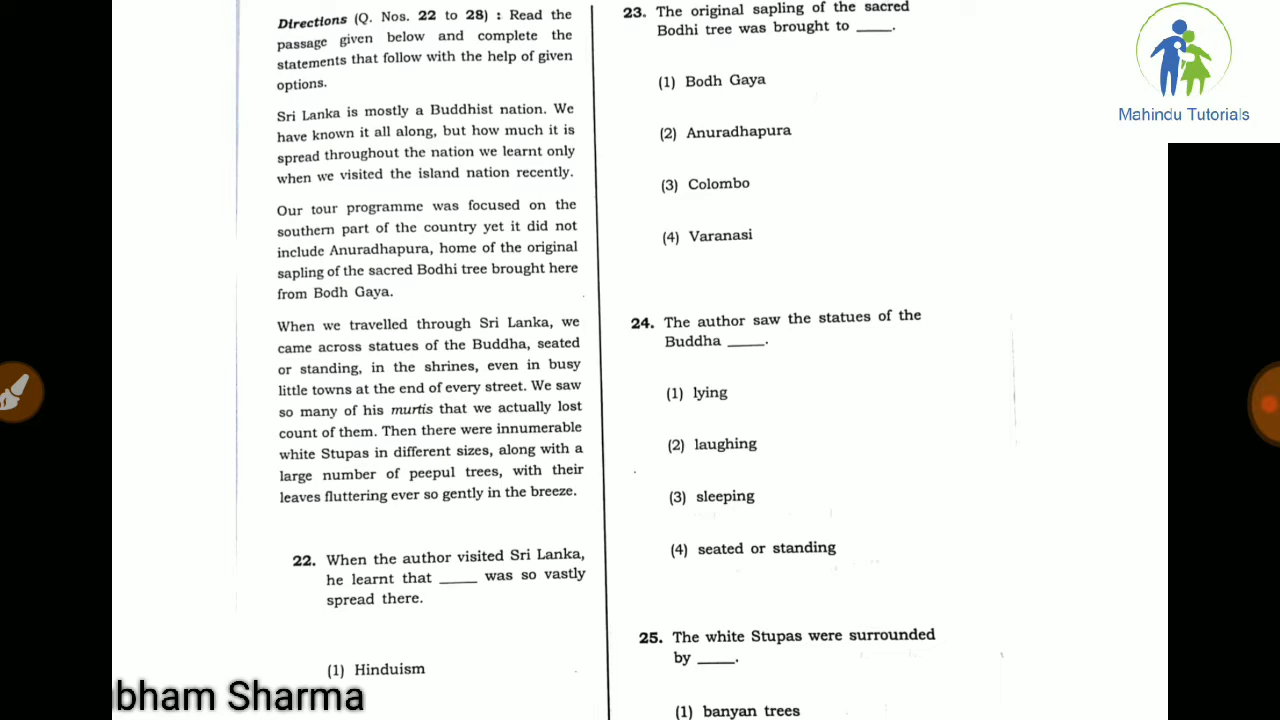 Directions (Q. Nos. 22 to 28) : Read the
passage given below and complete the
statements that follow with the help of given
options.
Sri Lanka is mostly a Buddhist nation. We
have known it all along, but how much it is
spread throughout the nation we learnt only
when we visited the island nation recently.
Our tour programme was focused on the
southern part of the country yet it did not
include Anuradhapura, home of the original
sapling of the sacred Bodhi tree brought here
from Bodh Gaya.
When we travelled through Sri Lanka, we
came across statues of the Buddha, seated
or standing, in the shrines, even in busy
little towns at the end of every street. We saw
so many of his murtis that we actually lost
count of them. Then there were innumerable
white Stupas in different sizes, along with a
large number of peepul trees, with their
leaves fluttering ever so gently in the breeze.
22. When the author visited Sri Lanka,
he learnt that ____ was so vastly
spread there.
(1) Hinduism
23. The original sapling of the sacred
Bodhi tree was brought to ____.
(1) Bodh Gaya
(2) Anuradhapura
(3) Colombo
(4) Varanasi
24. The author saw the statues of the
Buddha ____.
(1) lying
(2) laughing
(3) sleeping
(4) seated or standing
25. The white Stupas were surrounded
by ____.
(1) banyan trees
Mahindu Tutorials
bham Sharma